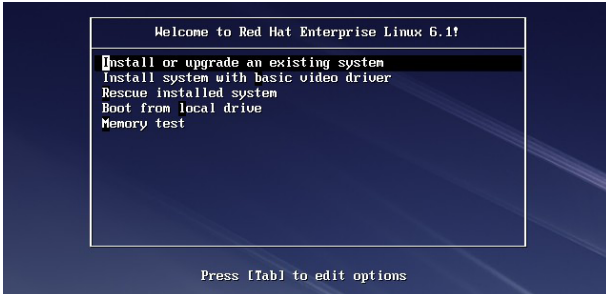 Welcome to Red Hat Enterprise Linux 6.1!
Install or upgrade an existing system
Install system with basic video driver
Rescue installed system
Boot from local drive
Memory test
Press [Tab] to edit options